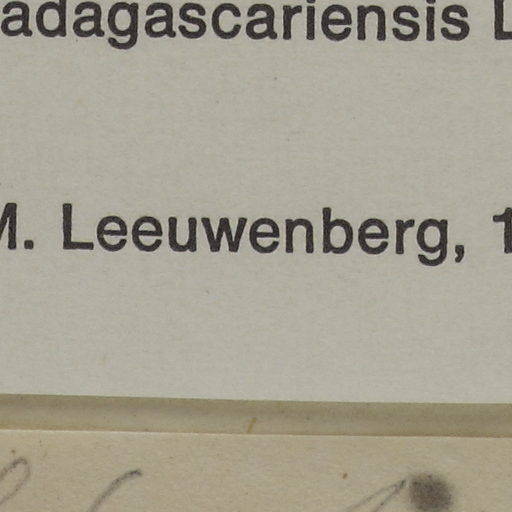 adagascariensis L
M. Leeuwenberg, 1